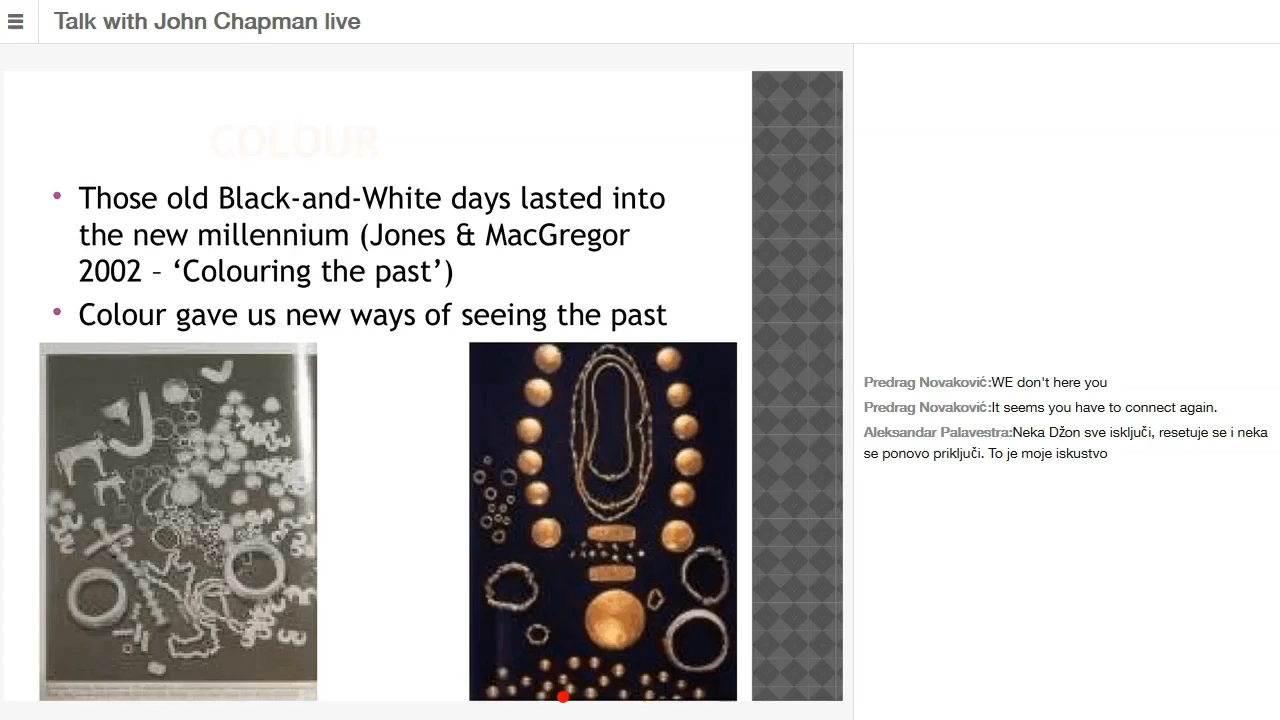 Talk with John Chapman live
COLOUR
• Those old Black-and-White days lasted into
the new millennium (Jones & MacGregor
2002 – ‘Colouring the past’)
• Colour gave us new ways of seeing the past
Predrag Novaković:WE don't here you
Predrag Novaković:It seems you have to connect again.
Aleksandar Palavestra:Neka Džon sve isključi, resetuje se i neka
se ponovo priključi. To je moje iskustvo